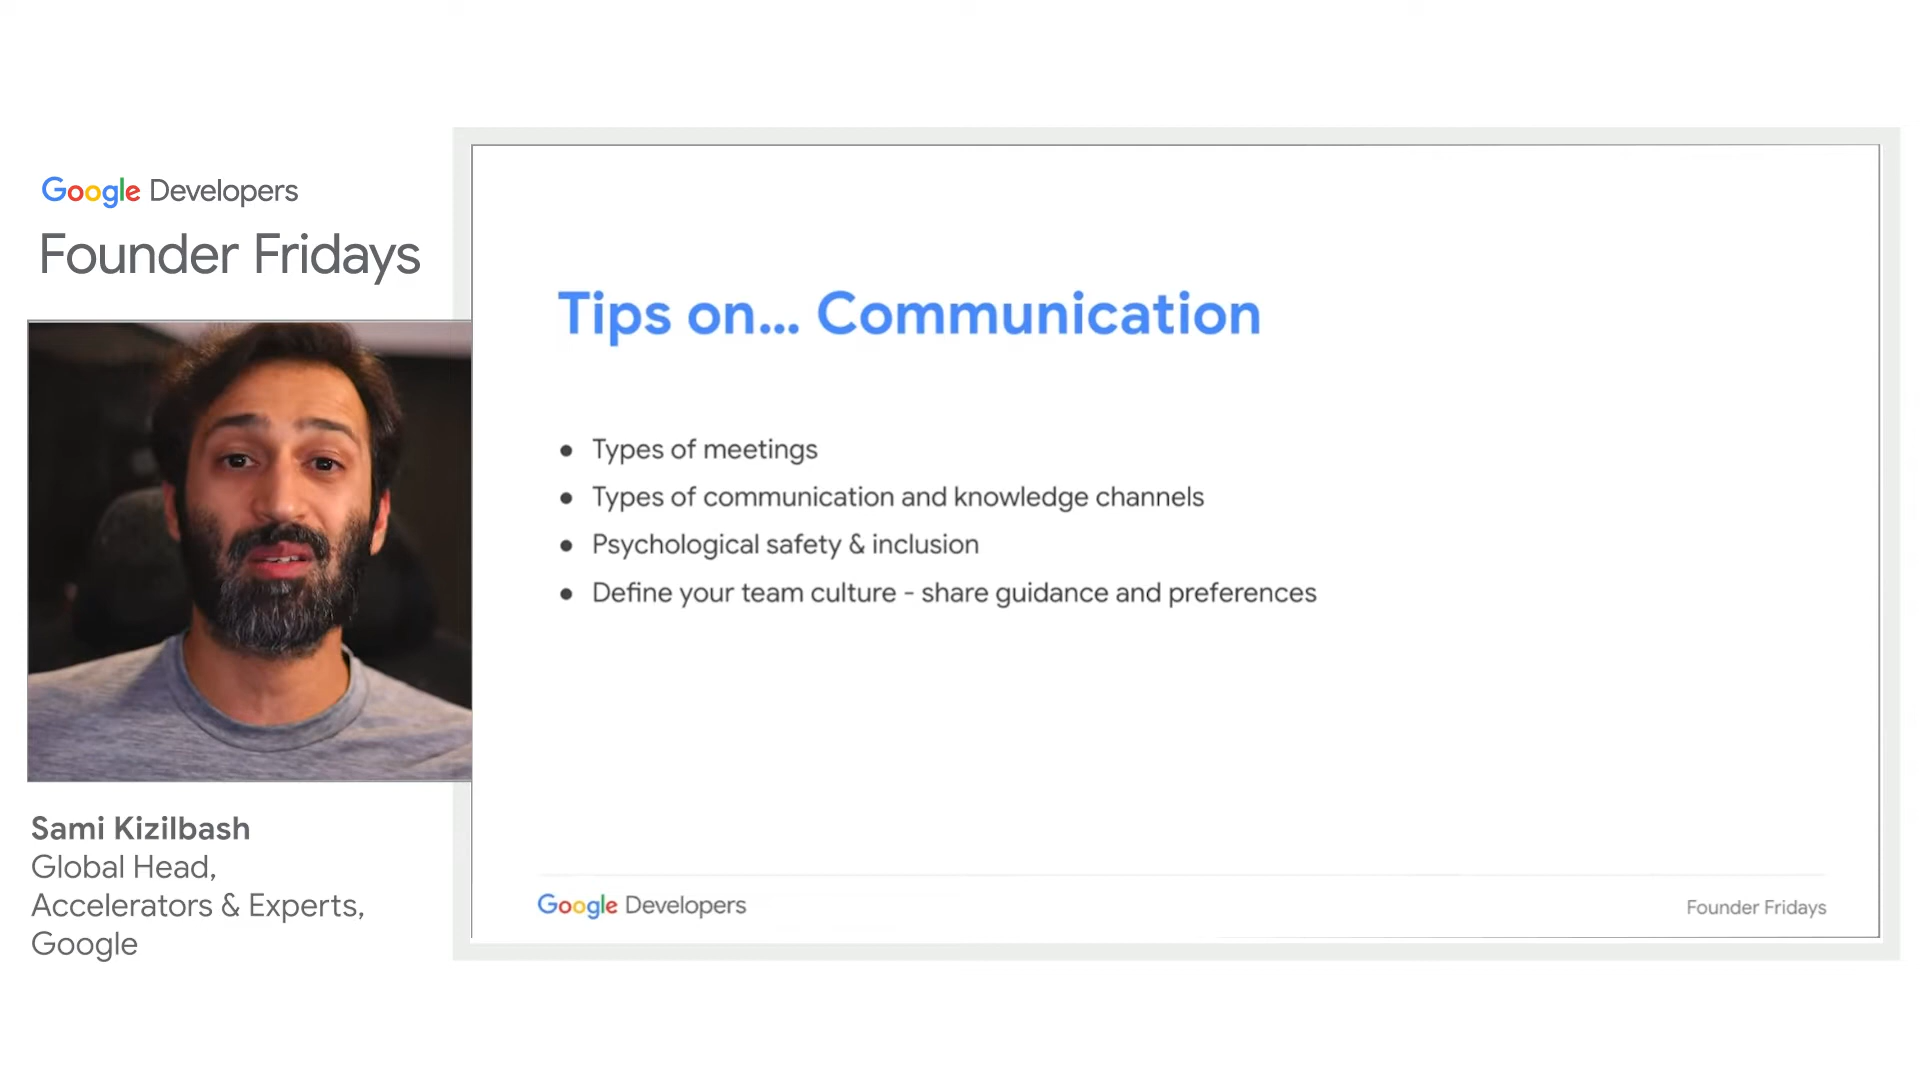 Google Developers
Founder Fridays
Sami Kizilbash
Global Head,
Accelerators & Experts,
Google
Tips on... Communication
● Types of meetings
● Types of communication and knowledge channels
● Psychological safety & inclusion
● Define your team culture - share guidance and preferences
Google Developers
Founder Fridays